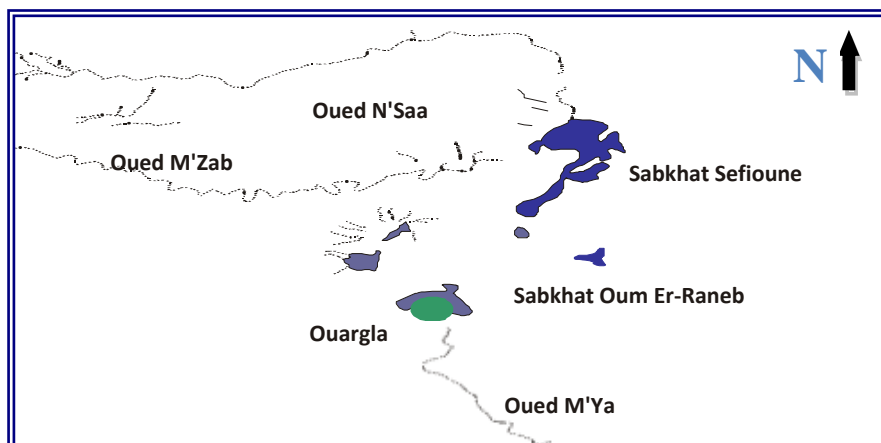 N
Oued N'Saa
Oued M'Zab
Sabkhat Sefioune
Sabkhat Oum Er-Raneb
Ouargla
Oued M'Ya